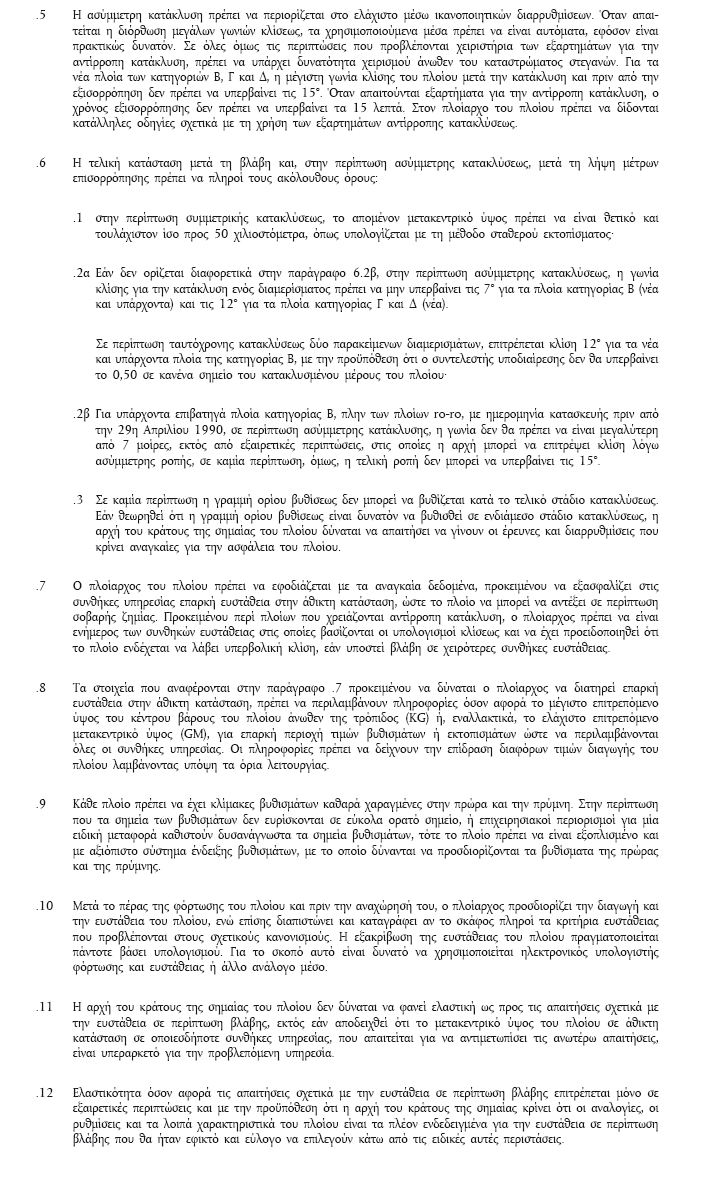 .5 Η ασύμμετρη κατάκλυση πρέπει να περιορίζεται στο ελάχιστο μέσω ικανοποιητικών διαρρυθμίσεων. Όταν απαι-
τείται η διόρθωση μεγάλων γωνιών κλίσεως, τα χρησιμοποιούμενα μέσα πρέπει να είναι αυτόματα, εφόσον είναι
πρακτικώς δυνατόν. Σε όλες όμως τις περιπτώσεις που προβλέπονται χειριστήρια των εξαρτημάτων για την
αντίρροπη κατάκλυση, πρέπει να υπάρχει δυνατότητα χειρισμού άνωθεν του καταστρώματος στεγανών. Για τα
νέα πλοία των κατηγοριών Β, Γ και Δ, η μέγιστη γωνία κλίσης του πλοίου μετά την κατάκλυση και πριν από την
εξισορρόπηση δεν πρέπει να υπερβαίνει τις 15°. Όταν απαιτούνται εξαρτήματα για την αντίρροπη κατάκλυση, ο
χρόνος εξισορρόπησης δεν πρέπει να υπερβαίνει τα 15 λεπτά. Στον πλοίαρχο του πλοίου πρέπει να δίδονται
κατάλληλες οδηγίες σχετικά με τη χρήση των εξαρτημάτων αντίρροπης κατακλύσεως.
.6 Η τελική κατάσταση μετά τη βλάβη και, στην περίπτωση ασύμμετρης κατακλύσεως, μετά τη λήψη μέτρων
επισορρόπησης πρέπει να πληροί τους ακόλουθους όρους:
.1 στην περίπτωση συμμετρικής κατακλύσεως, το απομένον μετακεντρικό ύψος πρέπει να είναι θετικό και
τουλάχιστον ίσο προς 50 χιλιοστόμετρα, όπως υπολογίζεται με τη μέθοδο σταθερού εκτοπίσματος·
.2α Εάν δεν ορίζεται διαφορετικά στην παράγραφο 6.2β, στην περίπτωση ασύμμετρης κατακλύσεως, η γωνία
κλίσης για την κατάκλυση ενός διαμερίσματος πρέπει να μην υπερβαίνει τις 7° για τα πλοία κατηγορίας Β (νέα
και υπάρχοντα) και τις 12° για τα πλοία κατηγορίας Γ και Δ (νέα).
Σε περίπτωση ταυτόχρονης κατακλύσεως δύο παρακείμενων διαμερισμάτων, επιτρέπεται κλίση 12° για τα νέα
και υπάρχοντα πλοία της κατηγορίας Β, με την προϋπόθεση ότι ο συντελεστής υποδιαίρεσης δεν θα υπερβαίνει
το 0,50 σε κανένα σημείο του κατακλυσμένου μέρους του πλοίου·
.2β Για υπάρχοντα επιβατηγά πλοία κατηγορίας Β, πλην των πλοίων ro-ro, με ημερομηνία κατασκευής πριν από
την 29η Απριλίου 1990, σε περίπτωση ασύμμετρης κατάκλυσης, η γωνία δεν θα πρέπει να είναι μεγαλύτερη
από 7 μοίρες, εκτός από εξαιρετικές περιπτώσεις, στις οποίες η αρχή μπορεί να επιτρέψει κλίση λόγω
ασύμμετρης ροπής, σε καμία περίπτωση, όμως, η τελική ροπή δεν μπορεί να υπερβαίνει τις 15°.
.3 Σε καμία περίπτωση η γραμμή ορίου βυθίσεως δεν μπορεί να βυθίζεται κατά το τελικό στάδιο κατακλύσεως.
Εάν θεωρηθεί ότι η γραμμή ορίου βυθίσεως είναι δυνατόν να βυθισθεί σε ενδιάμεσο στάδιο κατακλύσεως, η
αρχή του κράτους της σημαίας του πλοίου δύναται να απαιτήσει να γίνουν οι έρευνες και διαρρυθμίσεις που
κρίνει αναγκαίες για την ασφάλεια του πλοίου.
.7 Ο πλοίαρχος του πλοίου πρέπει να εφοδιάζεται με τα αναγκαία δεδομένα, προκειμένου να εξασφαλίζει στις
συνθήκες υπηρεσίας επαρκή ευστάθεια στην άθικτη κατάσταση, ώστε το πλοίο να μπορεί να αντέξει σε περίπτωση
σοβαρής ζημίας. Προκειμένου περί πλοίων που χρειάζονται αντίρροπη κατάκλυση, ο πλοίαρχος πρέπει να είναι
ενήμερος των συνθηκών ευστάθειας στις οποίες βασίζονται οι υπολογισμοί κλίσεως και να έχει προειδοποιηθεί ότι
το πλοίο ενδέχεται να λάβει υπερβολική κλίση, εάν υποστεί βλάβη σε χειρότερες συνθήκες ευστάθειας.
.8 Τα στοιχεία που αναφέρονται στην παράγραφο .7 προκειμένου να δύναται ο πλοίαρχος να διατηρεί επαρκή
ευστάθεια στην άθικτη κατάσταση, πρέπει να περιλαμβάνουν πληροφορίες όσον αφορά το μέγιστο επιτρεπόμενο
ύψος του κέντρου βάρους του πλοίου άνωθεν της τρόπιδος (KG) ή, εναλλακτικά, το ελάχιστο επιτρεπόμενο
μετακεντρικό ύψος (GM), για επαρκή περιοχή τιμών βυθισμάτων ή εκτοπισμάτων ώστε να περιλαμβάνονται
όλες οι συνθήκες υπηρεσίας. Οι πληροφορίες πρέπει να δείχνουν την επίδραση διαφόρων τιμών διαγωγής του
πλοίου λαμβάνοντας υπόψη τα όρια λειτουργίας.
.9 Κάθε πλοίο πρέπει να έχει κλίμακες βυθισμάτων καθαρά χαραγμένες στην πρώρα και την πρύμνη. Στην περίπτωση
που τα σημεία των βυθισμάτων δεν ευρίσκονται σε εύκολα ορατό σημείο, ή επιχειρησιακοί περιορισμοί για μία
ειδική μεταφορά καθιστούν δυσανάγνωστα τα σημεία βυθισμάτων, τότε το πλοίο πρέπει να είναι εξοπλισμένο και
με αξιόπιστο σύστημα ένδειξης βυθισμάτων, με το οποίο δύνανται να προσδιορίζονται τα βυθίσματα της πρώρας
και της πρύμνης.
.10 Μετά το πέρας της φόρτωσης του πλοίου και πριν την αναχώρησή του, ο πλοίαρχος προσδιορίζει την διαγωγή και
την ευστάθεια του πλοίου, ενώ επίσης διαπιστώνει και καταγράφει αν το σκάφος πληροί τα κριτήρια ευστάθειας
που προβλέπονται στους σχετικούς κανονισμούς. Η εξακρίβωση της ευστάθειας του πλοίου πραγματοποιείται
πάντοτε βάσει υπολογισμού. Για το σκοπό αυτό είναι δυνατό να χρησιμοποιείται ηλεκτρονικός υπολογιστής
φόρτωσης και ευστάθειας ή άλλο ανάλογο μέσο.
.11 Η αρχή του κράτους της σημαίας του πλοίου δεν δύναται να φανεί ελαστική ως προς τις απαιτήσεις σχετικά με
την ευστάθεια σε περίπτωση βλάβης, εκτός εάν αποδειχθεί ότι το μετακεντρικό ύψος του πλοίου σε άθικτη
κατάσταση σε οποιεσδήποτε συνθήκες υπηρεσίας, που απαιτείται για να αντιμετωπίσει τις ανωτέρω απαιτήσεις,
είναι υπεραρκετό για την προβλεπόμενη υπηρεσία.
.12 Ελαστικότητα όσον αφορά τις απαιτήσεις σχετικά με την ευστάθεια σε περίπτωση βλάβης επιτρέπεται μόνο σε
εξαιρετικές περιπτώσεις και με την προϋπόθεση ότι η αρχή του κράτους της σημαίας κρίνει ότι οι αναλογίες, οι
ρυθμίσεις και τα λοιπά χαρακτηριστικά του πλοίου είναι τα πλέον ενδεδειγμένα για την ευστάθεια σε περίπτωση
βλάβης που θα ήταν εφικτό και εύλογο να επιλεγούν κάτω από τις ειδικές αυτές περιστάσεις.